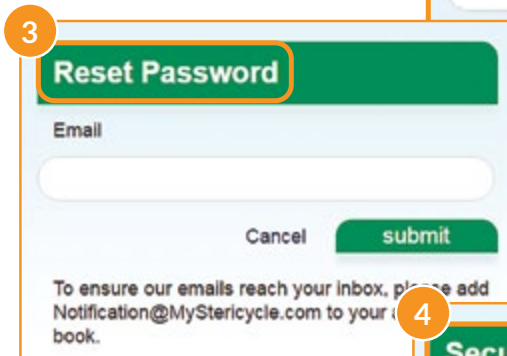 3
Reset Password
Email
Cancel submit
To ensure our emails reach your inbox, please add
Notification@MyStericycle.com to your
book.
4